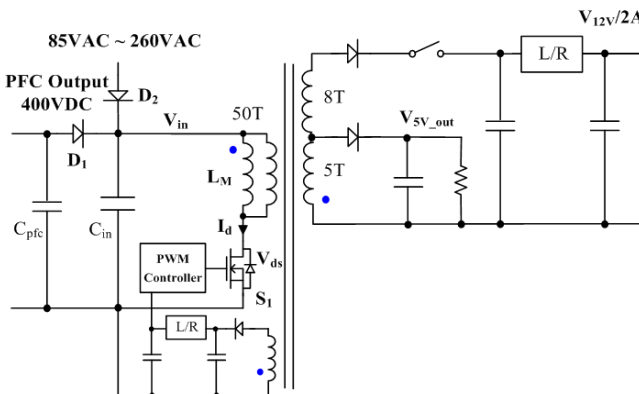 85VAC ~ 260VAC
V12V/2A
L/R
PFC Output
400VDC
D2
8T
Vin
50T
V5V_out
D1
LM
5T
Cpfc
Cin
Id
PWM
Controller
Vds
S1
L/R